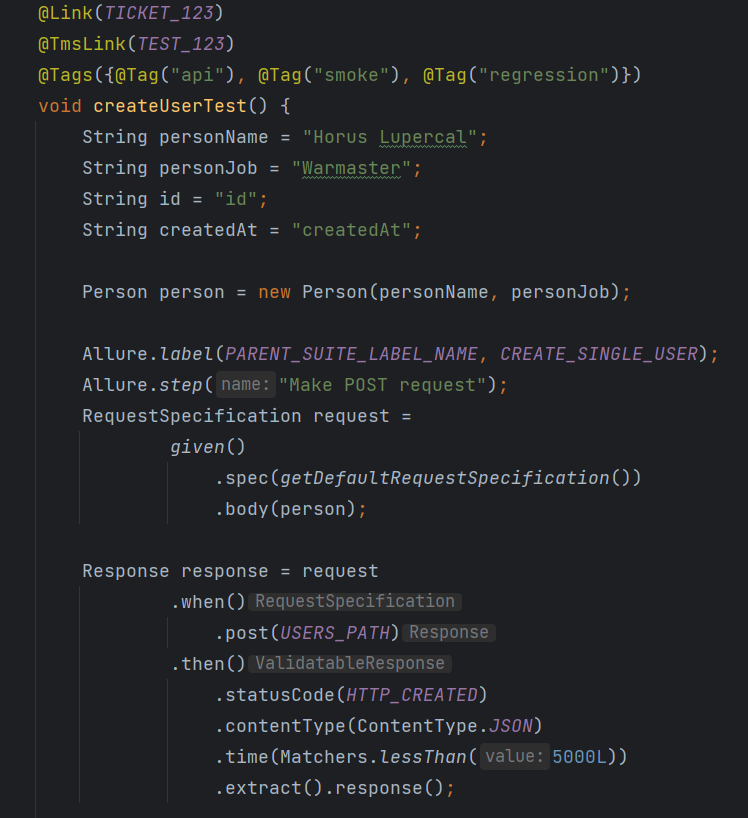 @Link(TICKET_123)
@TmsLink(TEST_123)
@Tags({@Tag("api"), @Tag("smoke"), @Tag("regression")})
void createUserTest() {
String personName = "Horus Lupercal";
String personJob = "Warmaster";
String id = "id";
String createdAt = "createdAt";
Person person = new Person(personName, personJob);
Allure.label(PARENT_SUITE_LABEL_NAME, CREATE_SINGLE_USER);
Allure.step( name: "Make POST request");
RequestSpecification request =
given()
.spec(getDefaultRequestSpecification())
.body(person);
Response response = request
.when() RequestSpecification
.post(USERS_PATH) Response
.then() ValidatableResponse
.statusCode(HTTP_CREATED)
.contentType(ContentType.JSON)
.time(Matchers.lessThan( value: 5000L))
.extract().response();